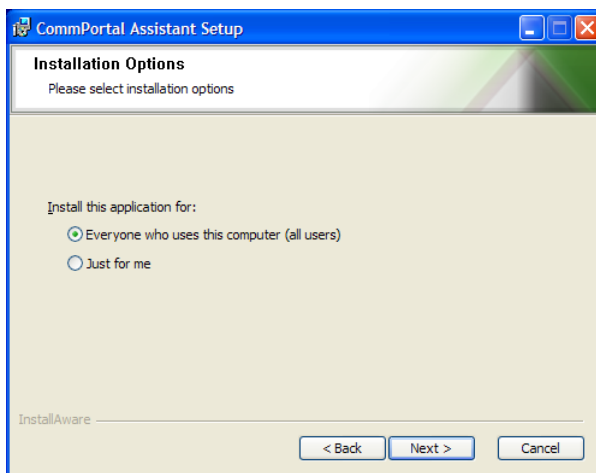 CommPortal Assistant Setup
Installation Options
Please select installation options
Install this application for:
Everyone who uses this computer (all users)
Just for me
InstallAware
< Back Next > Cancel